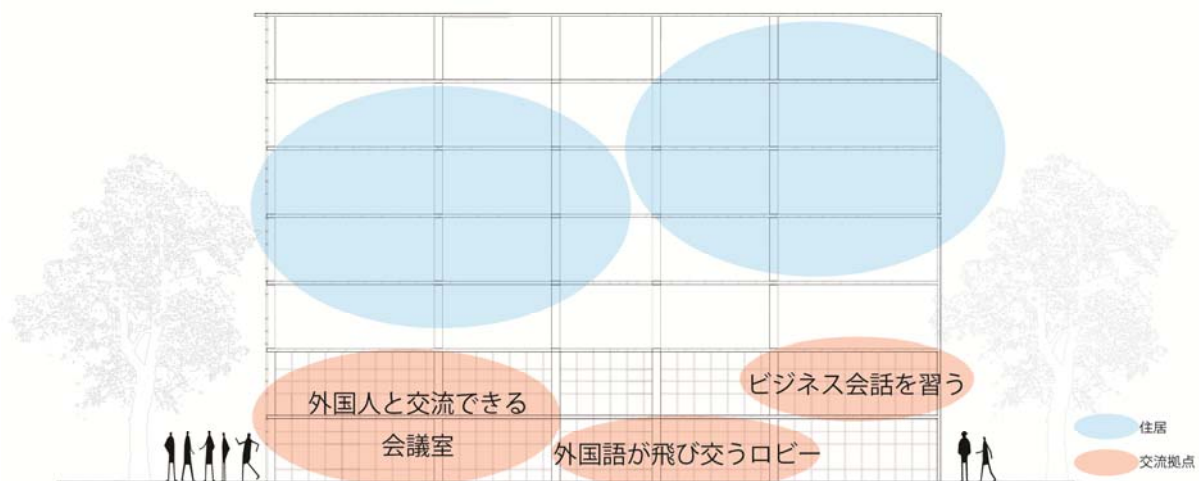 ビジネス会話を習う
外国人と交流できる
会議室
外国語が飛び交うロビー
住居
交流拠点